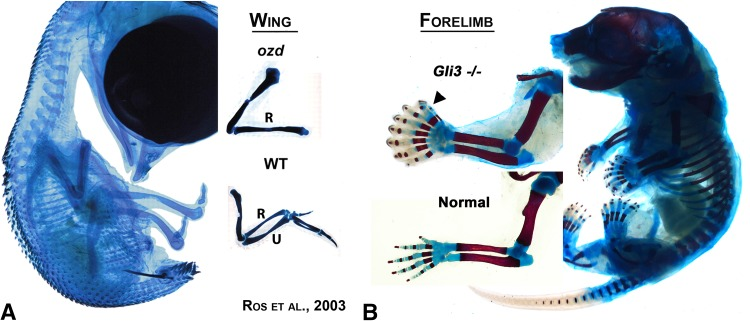 WING
ozd
R
WT
R
U
A
ROS ET AL., 2003
FORELIMB
Gli3 -/-
Normal
B